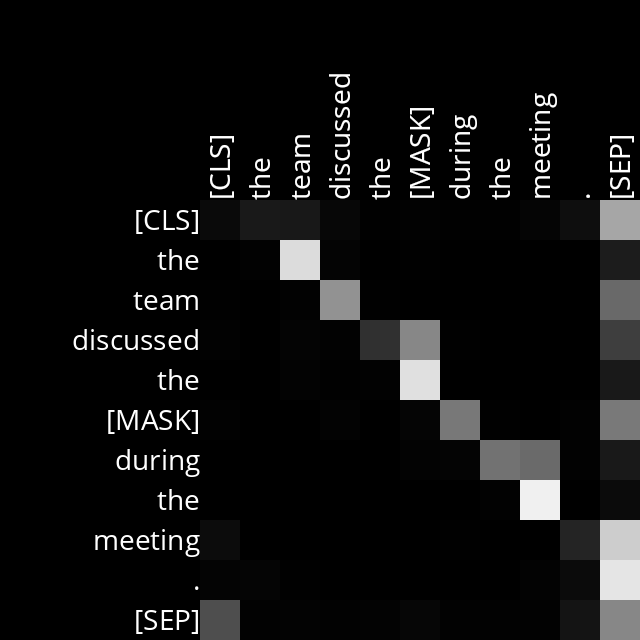 [CLS]
the
team
discussed
the
[MASK]
during
the
meeting
.
[SEP]
[CLS]
the
team
discussed
the
[MASK]
during
the
meeting
.
[SEP]